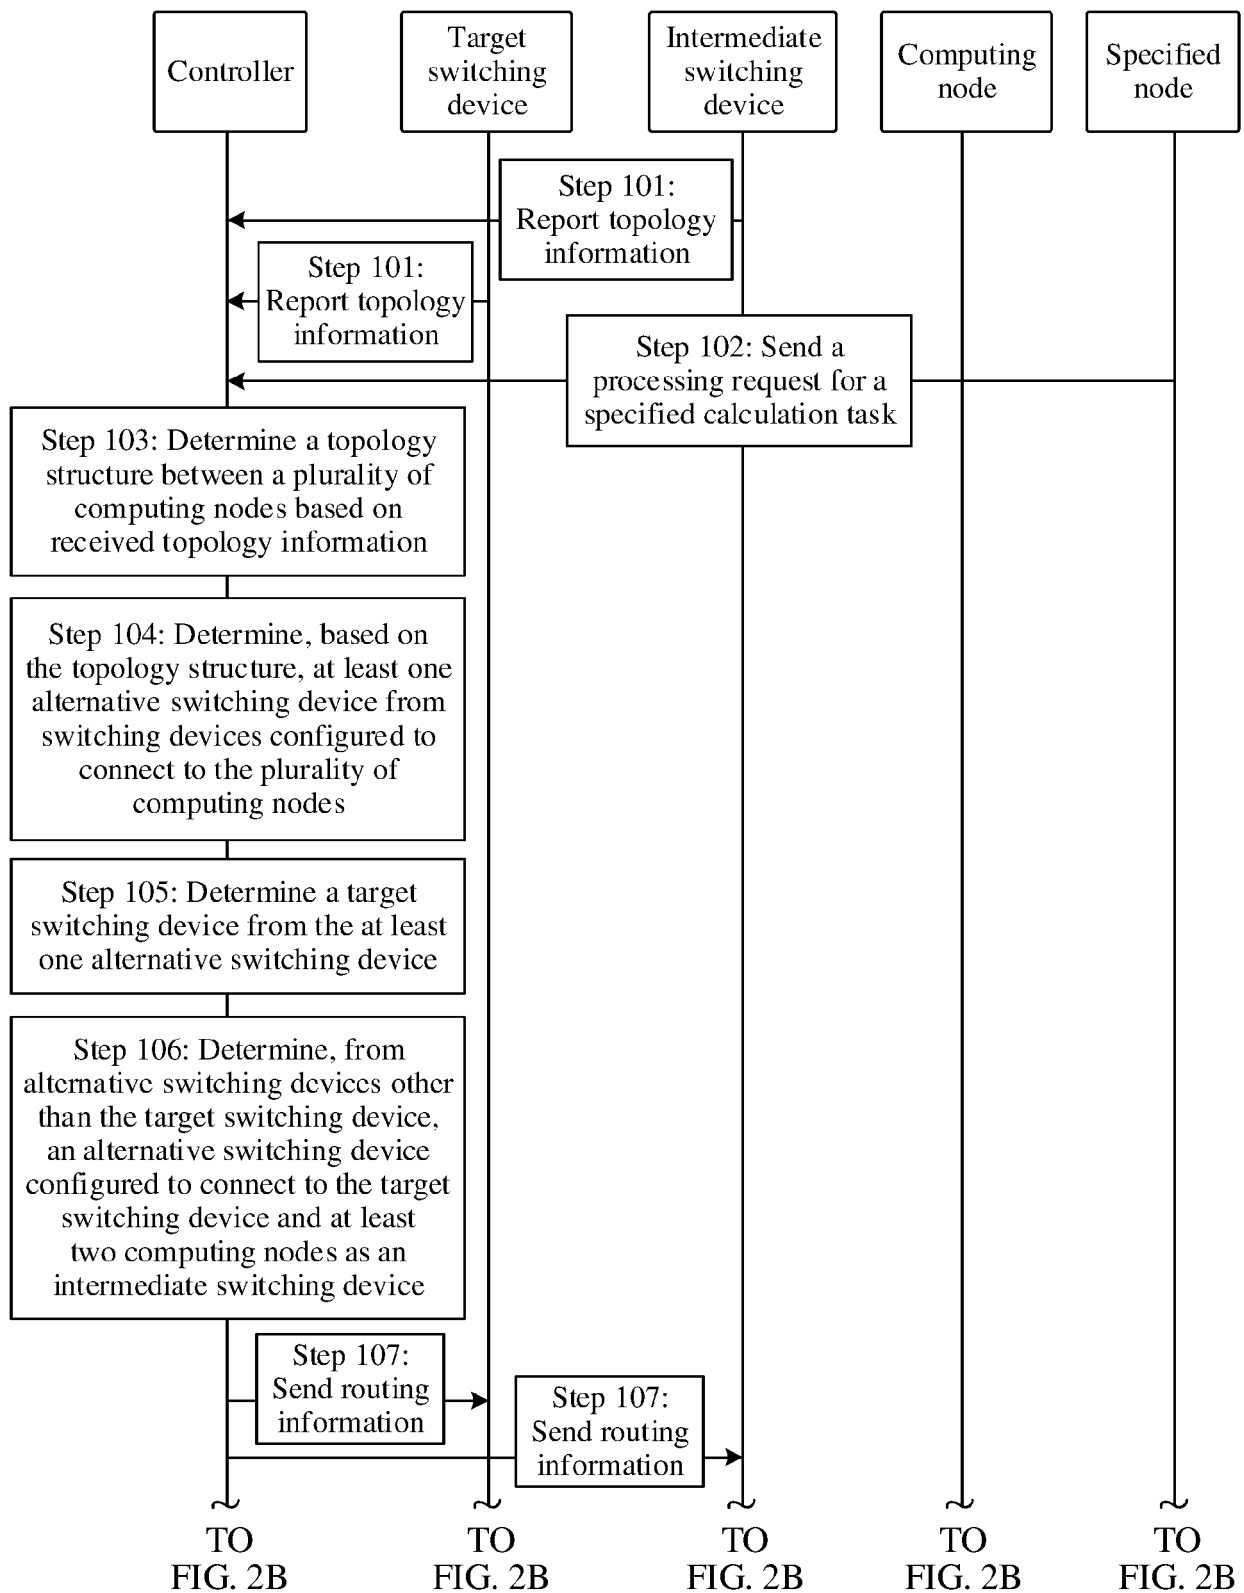 Controller
Target
switching
device
Intermediate
switching
device
Computing
node
Specified
node
Step 101:
Report topology
information
Step 101:
Report topology
information
Step 102: Send a
processing request for a
specified calculation task
Step 103: Determine a topology
structure between a plurality of
computing nodes based on
received topology information
Step 104: Determine, based on
the topology structure, at least one
alternative switching device from
switching devices configured to
connect to the plurality of
computing nodes
Step 105: Determine a target
switching device from the at least
one alternative switching device
Step 106: Determine, from
alternative switching devices other
than the target switching device,
an alternative switching device
configured to connect to the target
switching device and at least
two computing nodes as an
intermediate switching device
Step 107:
Send routing
information
Step 107:
Send routing
information
TO
FIG. 2B
TO
FIG. 2B
TO
FIG. 2B
TO
FIG. 2B
TO
FIG. 2B